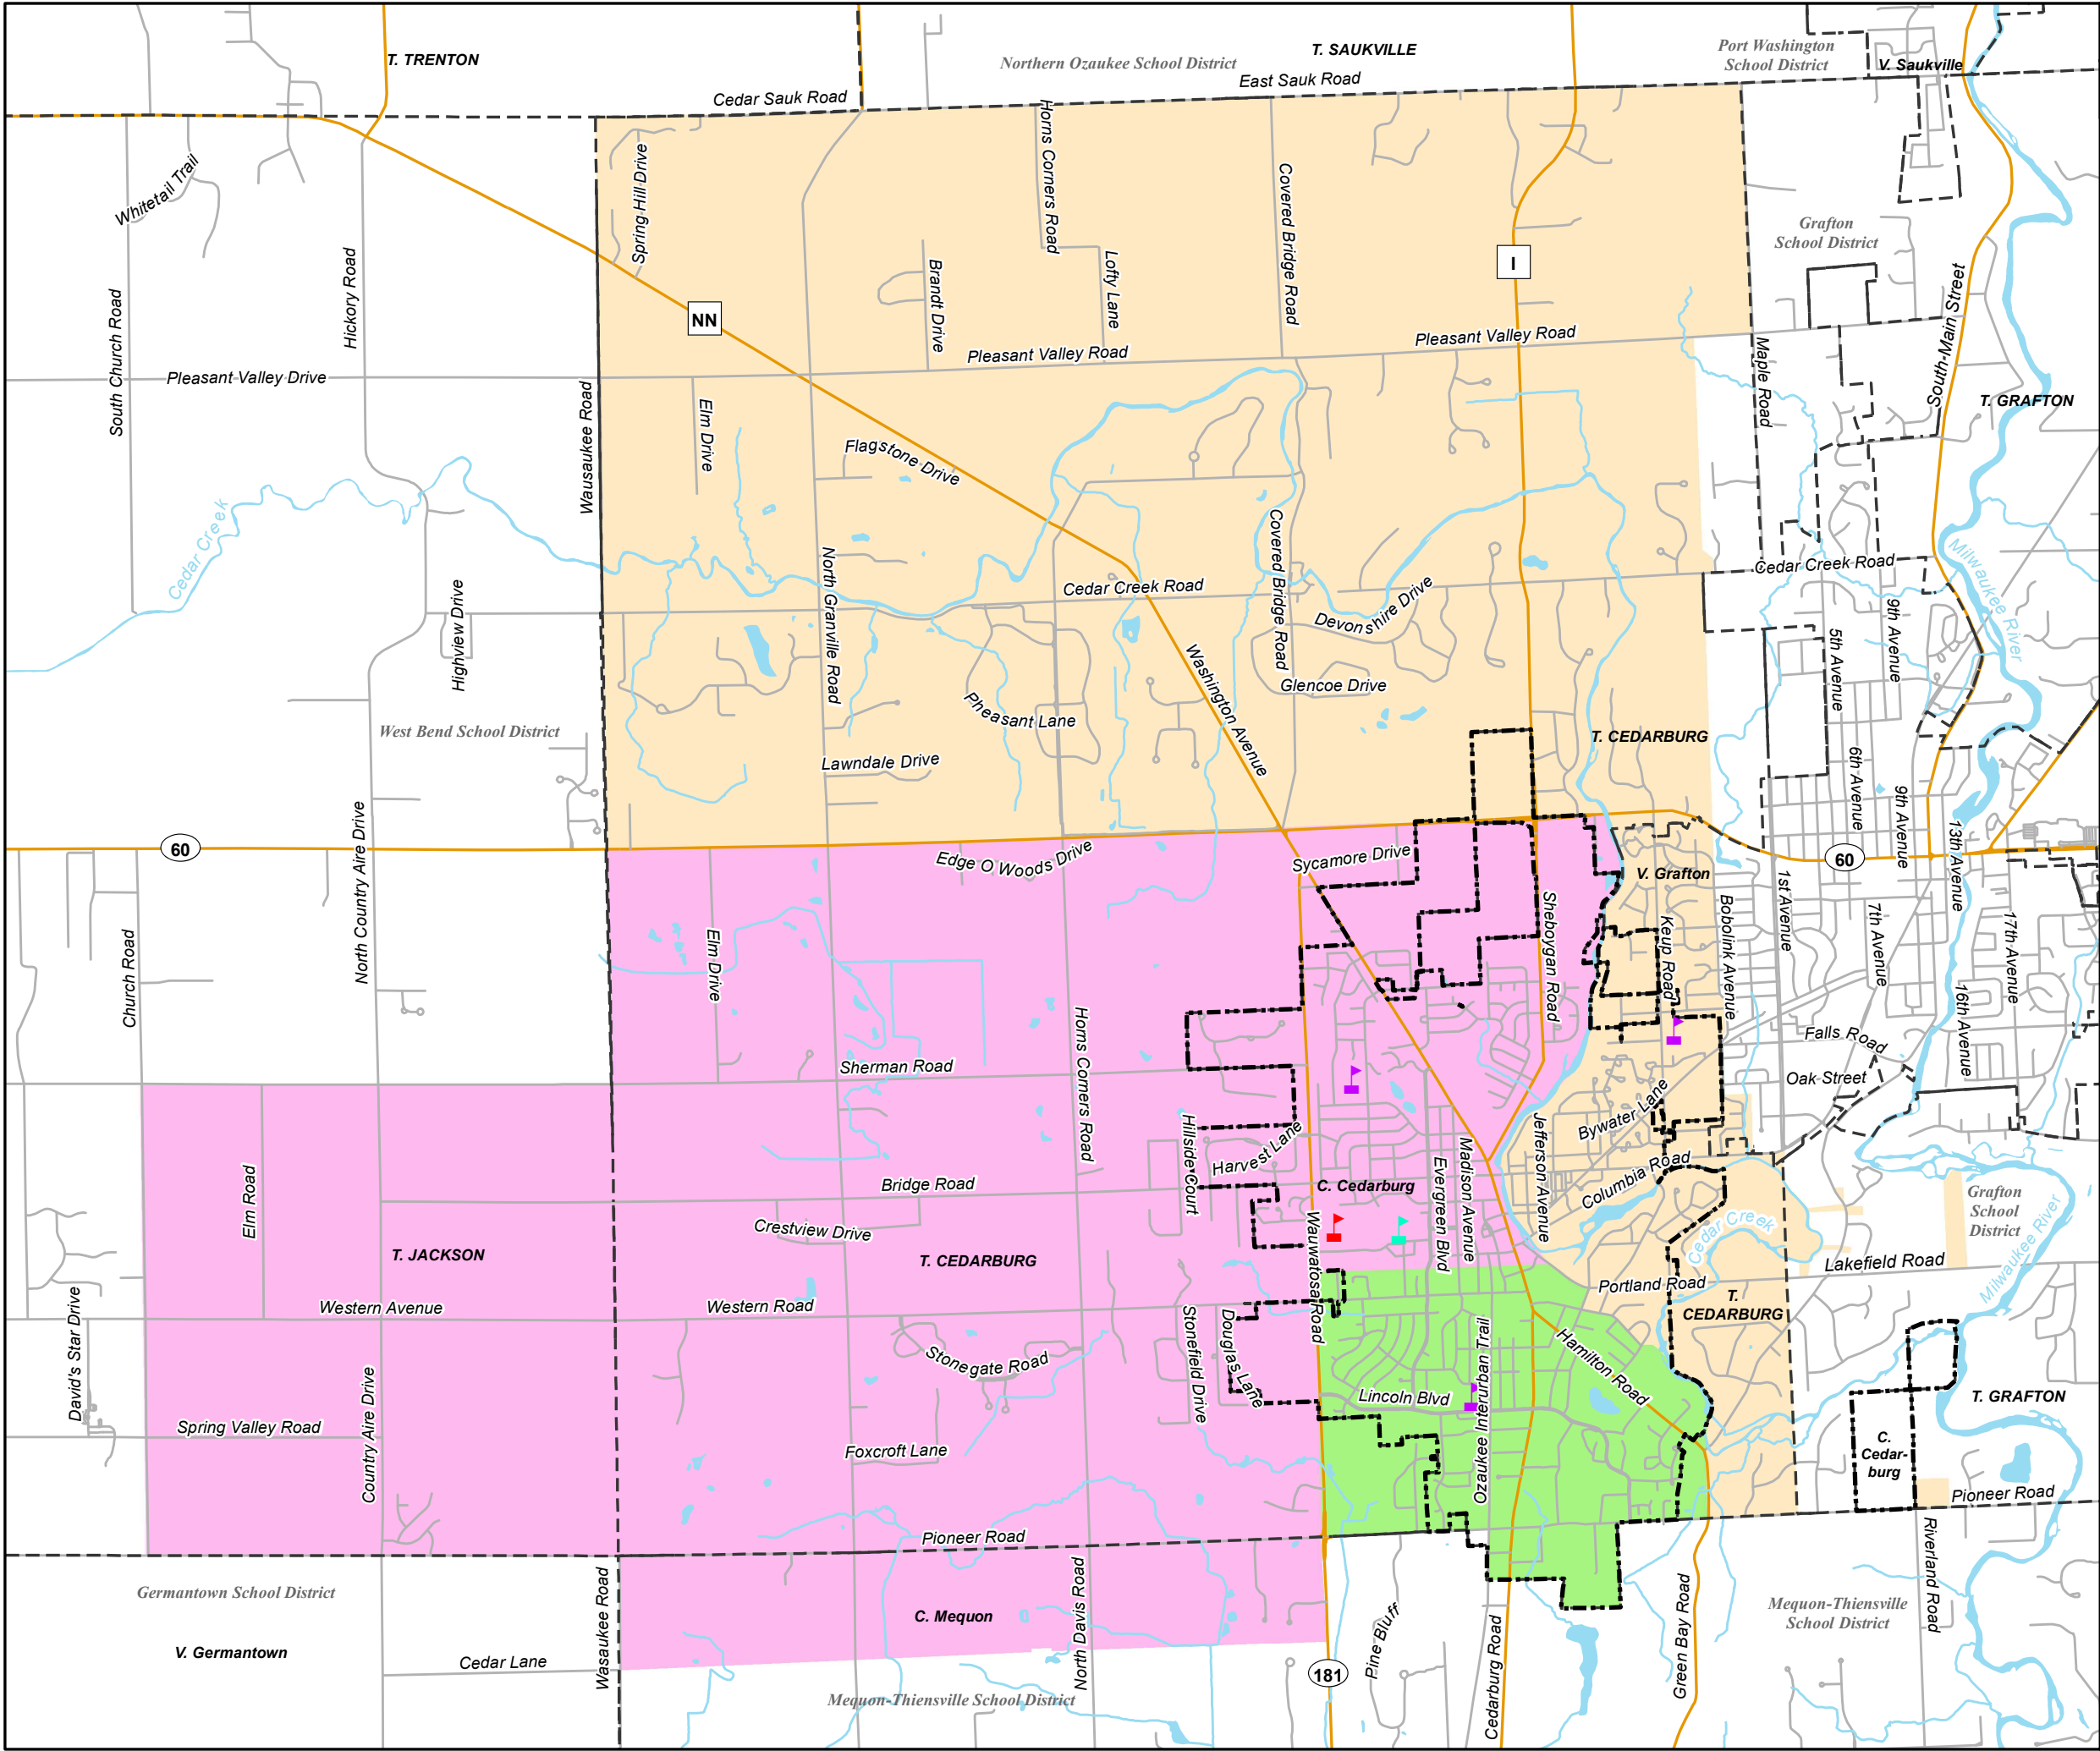 T. TRENTON
Northern Ozaukee School District
T. SAUKVILLE
Port Washington
School District
V. Saukville
Cedar Sauk Road
East Sauk Road
Whitetail Trail
Spring Hill Drive
Horns Corners Road
Covered Bridge Road
Grafton
School District
South Church Road
Hickory Road
NN
Brandt Drive
Lofty Lane
I
South Main Street
Pleasant Valley Road
Pleasant Valley Road
Maple Road
Pleasant Valley Drive
Wausaukee Road
Elm Drive
Flagstone Drive
T. GRAFTON
Cedar Creek
North Granville Road
Covered Bridge Road
Cedar Creek Road
Devonshire Drive
Cedar Creek Road
Milwaukee River
Highview Drive
Washington Avenue
Glencoe Drive
5th Avenue
9th Avenue
West Bend School District
Pheasant Lane
T. CEDARBURG
Lawndale Drive
6th Avenue
9th Avenue
North Country Aire Drive
60
Edge O Woods Drive
Sycamore Drive
V. Grafton
60
13th Avenue
Church Road
Elm Drive
Sheboygan Road
Keup Road
Bobolink Avenue
1st Avenue
7th Avenue
17th Avenue
16th Avenue
Horns Corners Road
Sherman Road
Falls Road
Oak Street
Hillside Court
Harvest Lane
Bywater Lane
Elm Road
Bridge Road
C. Cedarburg
Evergreen Blvd
Madison Avenue
Jefferson Avenue
Columbia Road
Grafton
School
District
Crestview Drive
T. JACKSON
T. CEDARBURG
Wauwatosa Road
Cedar Creek
Lakefield Road
Milwaukee River
Western Avenue
Western Road
Portland Road
T.
CEDARBURG
David's Star Drive
Stonegate Road
Stonefield Drive
Douglas Lane
Ozaukee Interurban Trail
Hamilton Road
Lincoln Blvd
T. GRAFTON
Spring Valley Road
Country Aire Drive
Foxcroft Lane
C.
Cedar-
burg
Pioneer Road
Pioneer Road
Germantown School District
Wasaukee Road
North Davis Road
C. Mequon
Pine Bluff
Cedarburg Road
Green Bay Road
Riverland Road
Mequon-Thiensville
School District
V. Germantown
Cedar Lane
181
Mequon-Thiensville School District